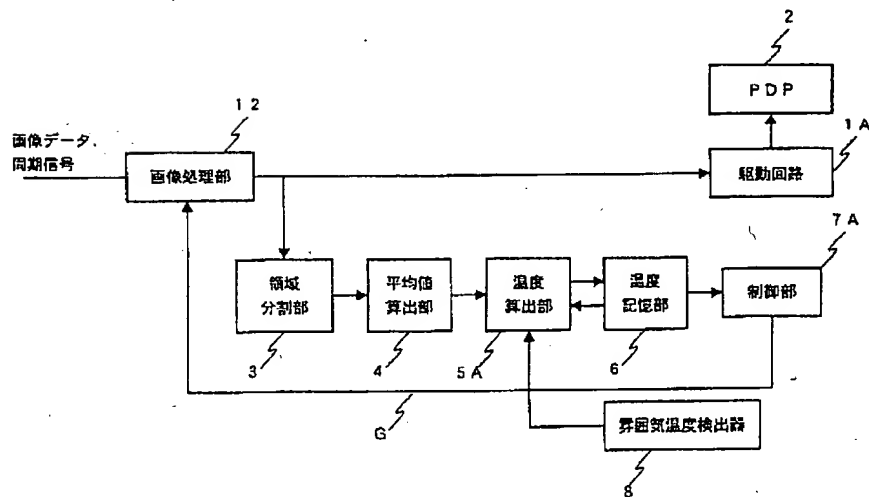 2
PDP
12
1A
画像データ、
同期信号
画像処理部
駆動回路
7A
領域
分割部
平均値
算出部
温度
算出部
温度
記憶部
制御部
3
4
5A
6
G
雰囲気温度検出器
8